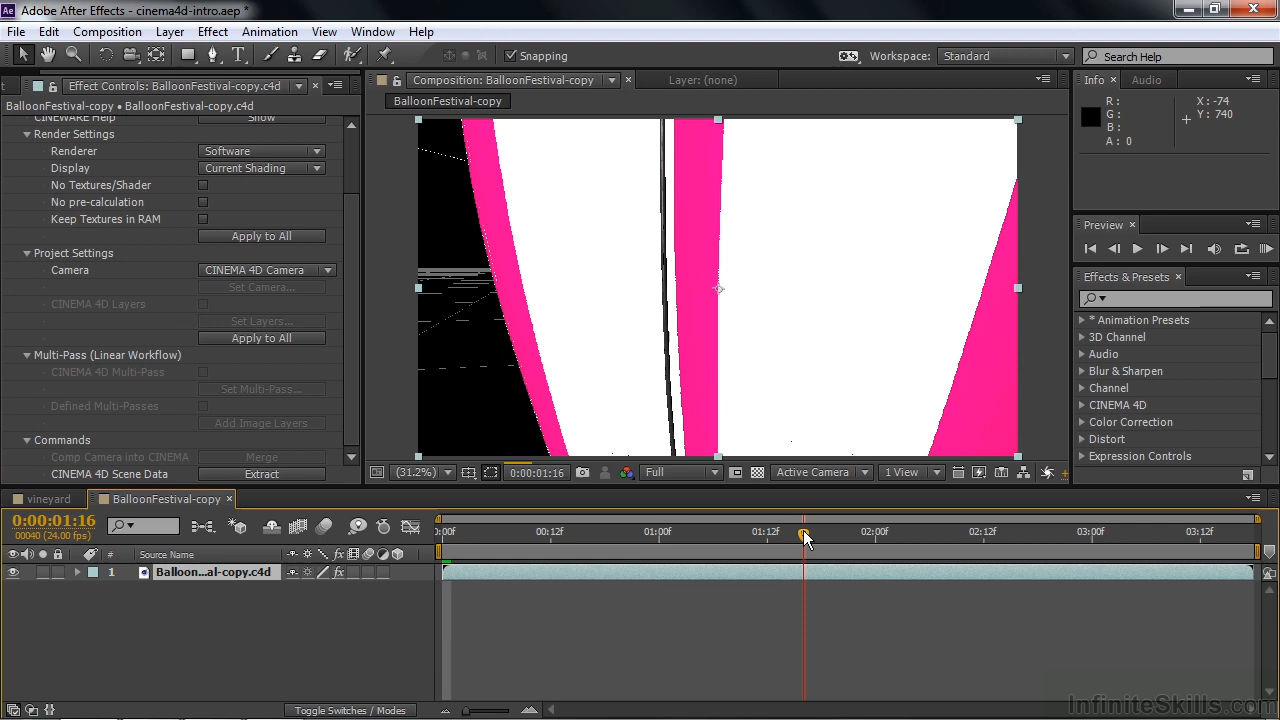 Adobe After Effects - cinema4d-intro.aep *
File Edit Composition Layer Effect Animation View Window Help
Snapping Workspace: Standard Search Help
Effect Controls: BalloonFestival-copy.c4d Composition: BalloonFestival-copy Layer: (none) Info Audio
BalloonFestival-copy • BalloonFestival-copy.c4d BalloonFestival-copy
CINEWARE Help Show
Render Settings
Renderer Software
Display Current Shading
No Textures/Shader
No pre-calculation
Keep Textures in RAM
Apply to All
Project Settings
Camera CINEMA 4D Camera
Set Camera...
CINEMA 4D Layers
Set Layers...
Apply to All
Multi-Pass (Linear Workflow)
CINEMA 4D Multi-Pass
Set Multi-Pass...
Defined Multi-Passes
Add Image Layers
Commands
Comp Camera into CINEMA Merge
CINEMA 4D Scene Data Extract
(31.2%) 0:00:01:16 Full Active Camera 1 View
R: X: -74
G: Y: 740
B:
A: 0
Preview
Effects & Presets
* Animation Presets
3D Channel
Audio
Blur & Sharpen
Channel
CINEMA 4D
Color Correction
Distort
Expression Controls
vineyard BalloonFestival-copy
0:00:01:16
00040 (24.00 fps)
:00f 00:12f 01:00f 01:12f 02:00f 02:12f 03:00f 03:12f
# Source Name
1 Balloon...al-copy.c4d
Toggle Switches / Modes
InfiniteSkills.com